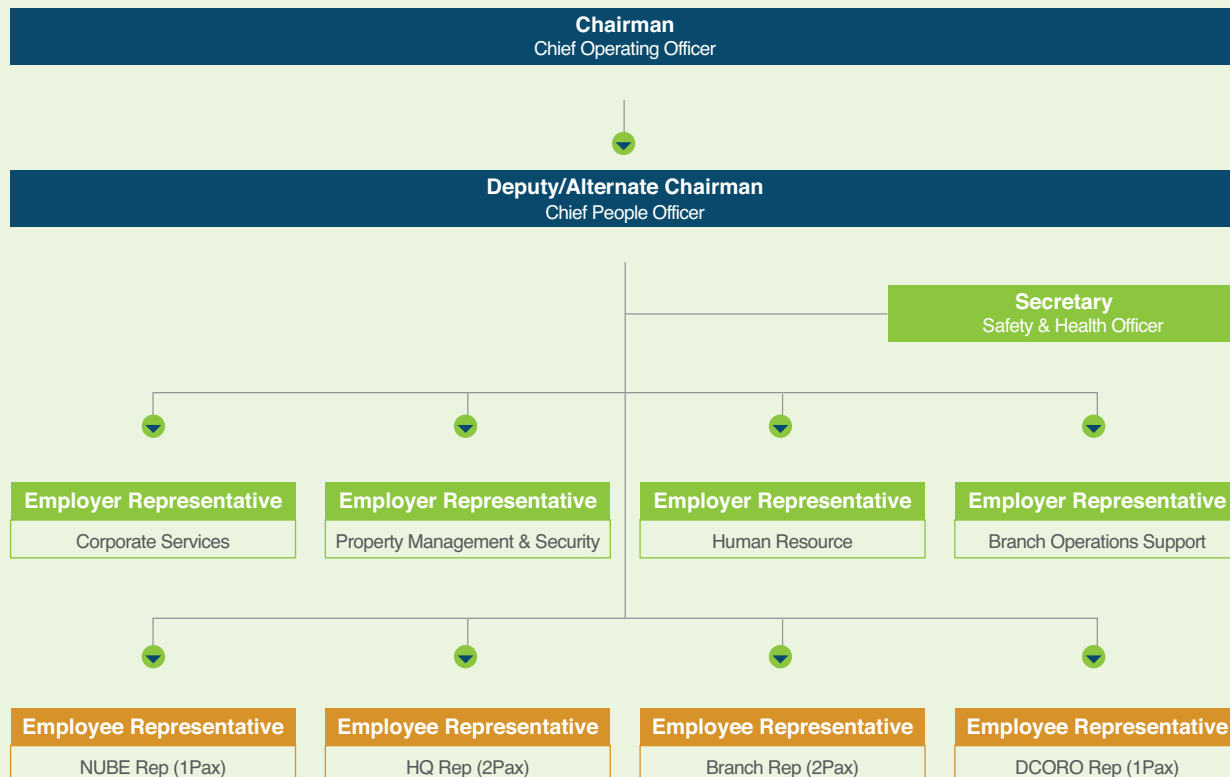 Chairman
Chief Operating Officer
Deputy/Alternate Chairman
Chief People Officer
Secretary
Safety & Health Officer
Employer Representative
Corporate Services
Employer Representative
Property Management & Security
Employer Representative
Human Resource
Employer Representative
Branch Operations Support
Employee Representative
NUBE Rep (1Pax)
Employee Representative
HQ Rep (2Pax)
Employee Representative
Branch Rep (2Pax)
Employee Representative
DCORO Rep (1Pax)